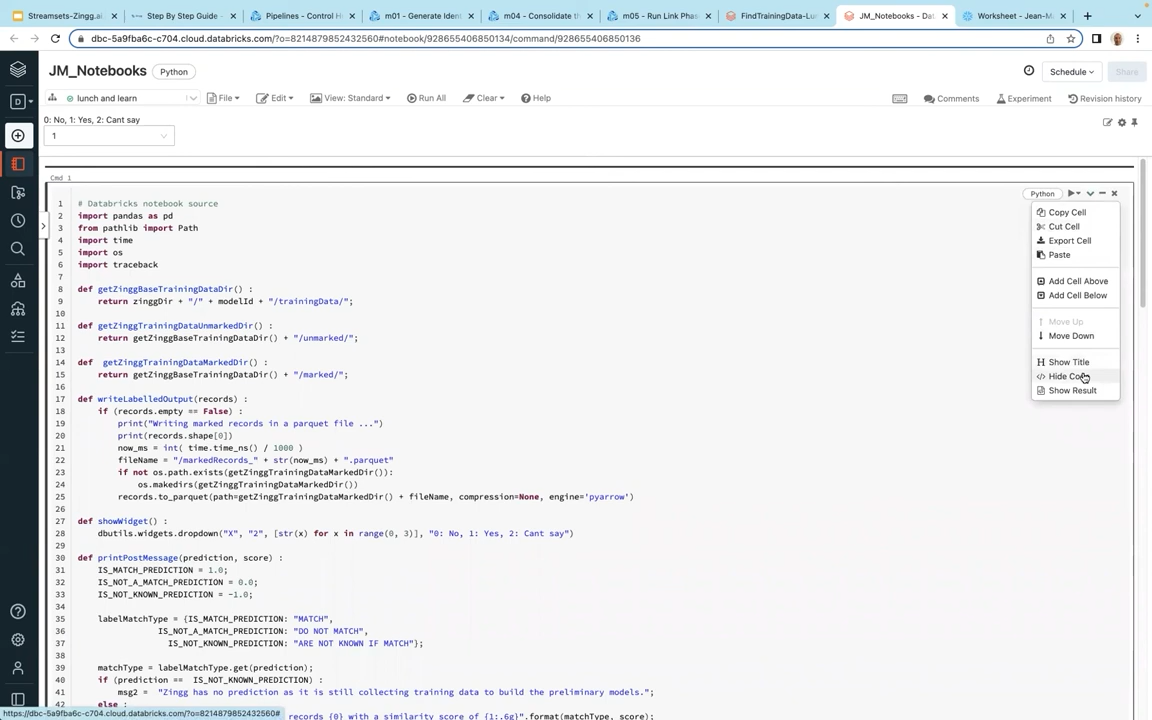 Streamsets-Zingg.ai
Step By Step Guide -
Pipelines - Control H
m01 - Generate Ident
m04 - Consolidate th
m05 - Run Link Phas
FindTrainingData-Lun
JM_Notebooks - Dat
Worksheet - Jean-M
dbc-5a9fba6c-c704.cloud.databricks.com/?o=8214879852432560#notebook/928655406850134/command/928655406850136
JM_Notebooks
Python
Schedule
Share
D
lunch and learn
File
Edit
View: Standard
Run All
Clear
Help
Comments
Experiment
Revision history
0: No, 1: Yes, 2: Cant say
1
Cmd 1
Python
1 # Databricks notebook source
2 import pandas as pd
3 from pathlib import Path
4 import time
5 import os
6 import traceback
7
8 def getZinggBaseTrainingDataDir() :
9 return zinggDir + "/" + modelId + "/trainingData/";
10
11 def getZinggTrainingDataUnmarkedDir() :
12 return getZinggBaseTrainingDataDir() + "/unmarked/";
13
14 def  getZinggTrainingDataMarkedDir() :
15 return getZinggBaseTrainingDataDir() + "/marked/";
16
17 def writeLabelledOutput(records) :
18 if (records.empty == False) :
19 print("Writing marked records in a parquet file ...")
20 print(records.shape[0])
21 now_ms = int( time.time_ns() / 1000 )
22 fileName = "/markedRecords_" + str(now_ms) + ".parquet"
23 if not os.path.exists(getZinggTrainingDataMarkedDir()):
24 os.makedirs(getZinggTrainingDataMarkedDir())
25 records.to_parquet(path=getZinggTrainingDataMarkedDir() + fileName, compression=None, engine='pyarrow')
26
27 def showWidget() :
28 dbutils.widgets.dropdown("X", "2", [str(x) for x in range(0, 3)], "0: No, 1: Yes, 2: Cant say")
29
30 def printPostMessage(prediction, score) :
31 IS_MATCH_PREDICTION = 1.0;
32 IS_NOT_A_MATCH_PREDICTION = 0.0;
33 IS_NOT_KNOWN_PREDICTION = -1.0;
34
35 labelMatchType = {IS_MATCH_PREDICTION: "MATCH",
36 IS_NOT_A_MATCH_PREDICTION: "DO NOT MATCH",
37 IS_NOT_KNOWN_PREDICTION: "ARE NOT KNOWN IF MATCH"};
38
39 matchType = labelMatchType.get(prediction);
40 if (prediction ==  IS_NOT_KNOWN_PREDICTION) :
41 msg2 =  "Zingg has no prediction as it is still collecting training data to build the preliminary models.";
42 else :
records {0} with a similarity score of {1:.6g}".format(matchType, score);
Copy Cell
Cut Cell
Export Cell
Paste
Add Cell Above
Add Cell Below
Move Up
Move Down
Show Title
Hide Co
Show Result
https://dbc-5a9fba6c-c704.cloud.databricks.com/?o=8214879852432560#